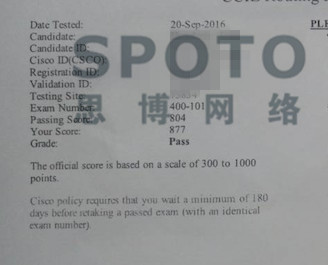 Date Tested: 20-Sep-2016
Candidate:
Candidate ID:
Cisco ID(CSCO):
Registration ID:
Validation ID:
Testing Site:
Exam Number: 400-101
Passing Score: 804
Your Score: 877
Grade: Pass
SPOTO
思博网络
The official score is based on a scale of 300 to 1000
points.
Cisco policy requires that you wait a minimum of 180
days before retaking a passed exam (with an identical
exam number)